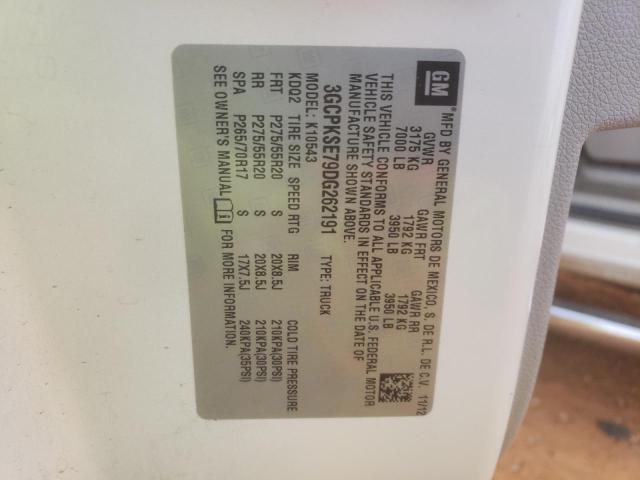 GM
®MFD BY GENERAL MOTORS DE MEXICO, S. DE R.L. DE C.V. 11/12
GVWR GAWR FRT GAWR RR
3175 KG 1792 KG 1792 KG
7000 LB 3950 LB 3950 LB
THIS VEHICLE CONFORMS TO ALL APPLICABLE U.S. FEDERAL MOTOR
VEHICLE SAFETY STANDARDS IN EFFECT ON THE DATE OF
MANUFACTURE SHOWN ABOVE.
3GCPKSE79DG262191 TYPE: TRUCK
MODEL: K10543
KDQ2 TIRE SIZE SPEED RTG RIM COLD TIRE PRESSURE
FRT P275/55R20 S 20X8.5J 210KPA(30PSI)
RR P275/55R20 S 20X8.5J 210KPA(30PSI)
SPA P265/70R17 S 17X7.5J 240KPA(35PSI)
SEE OWNER'S MANUAL FOR MORE INFORMATION.